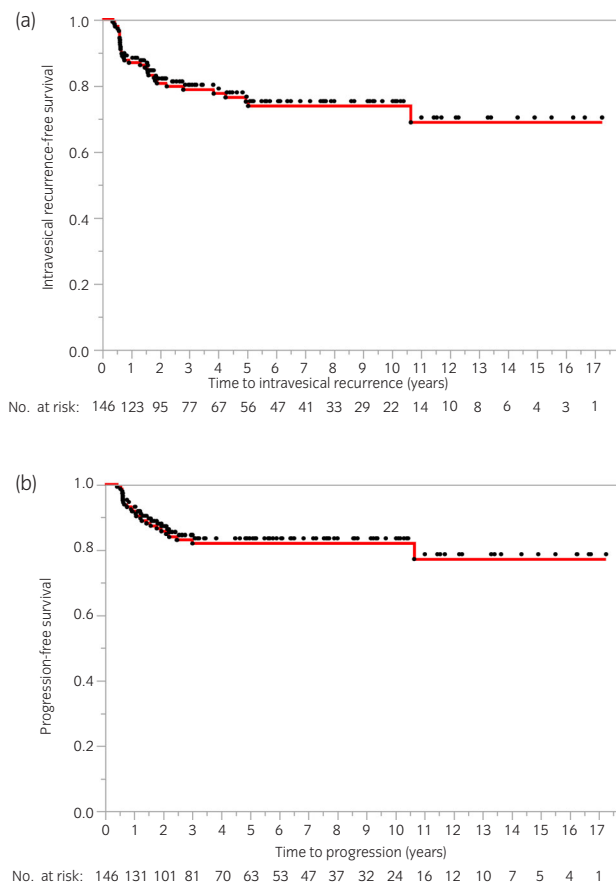 (a)
Intravesical recurrence-free survival
1.0
0.8
0.6
0.4
0.2
0.0
0 1 2 3 4 5 6 7 8 9 10 11 12 13 14 15 16 17
Time to intravesical recurrence (years)
No. at risk: 146 123 95 77 67 56 47 41 33 29 22 14 10 8 6 4 3 1
(b)
Progression-free survival
1.0
0.8
0.6
0.4
0.2
0.0
0 1 2 3 4 5 6 7 8 9 10 11 12 13 14 15 16 17
Time to progression (years)
No. at risk: 146 131 101 81 70 63 53 47 37 32 24 16 12 10 7 5 4 1